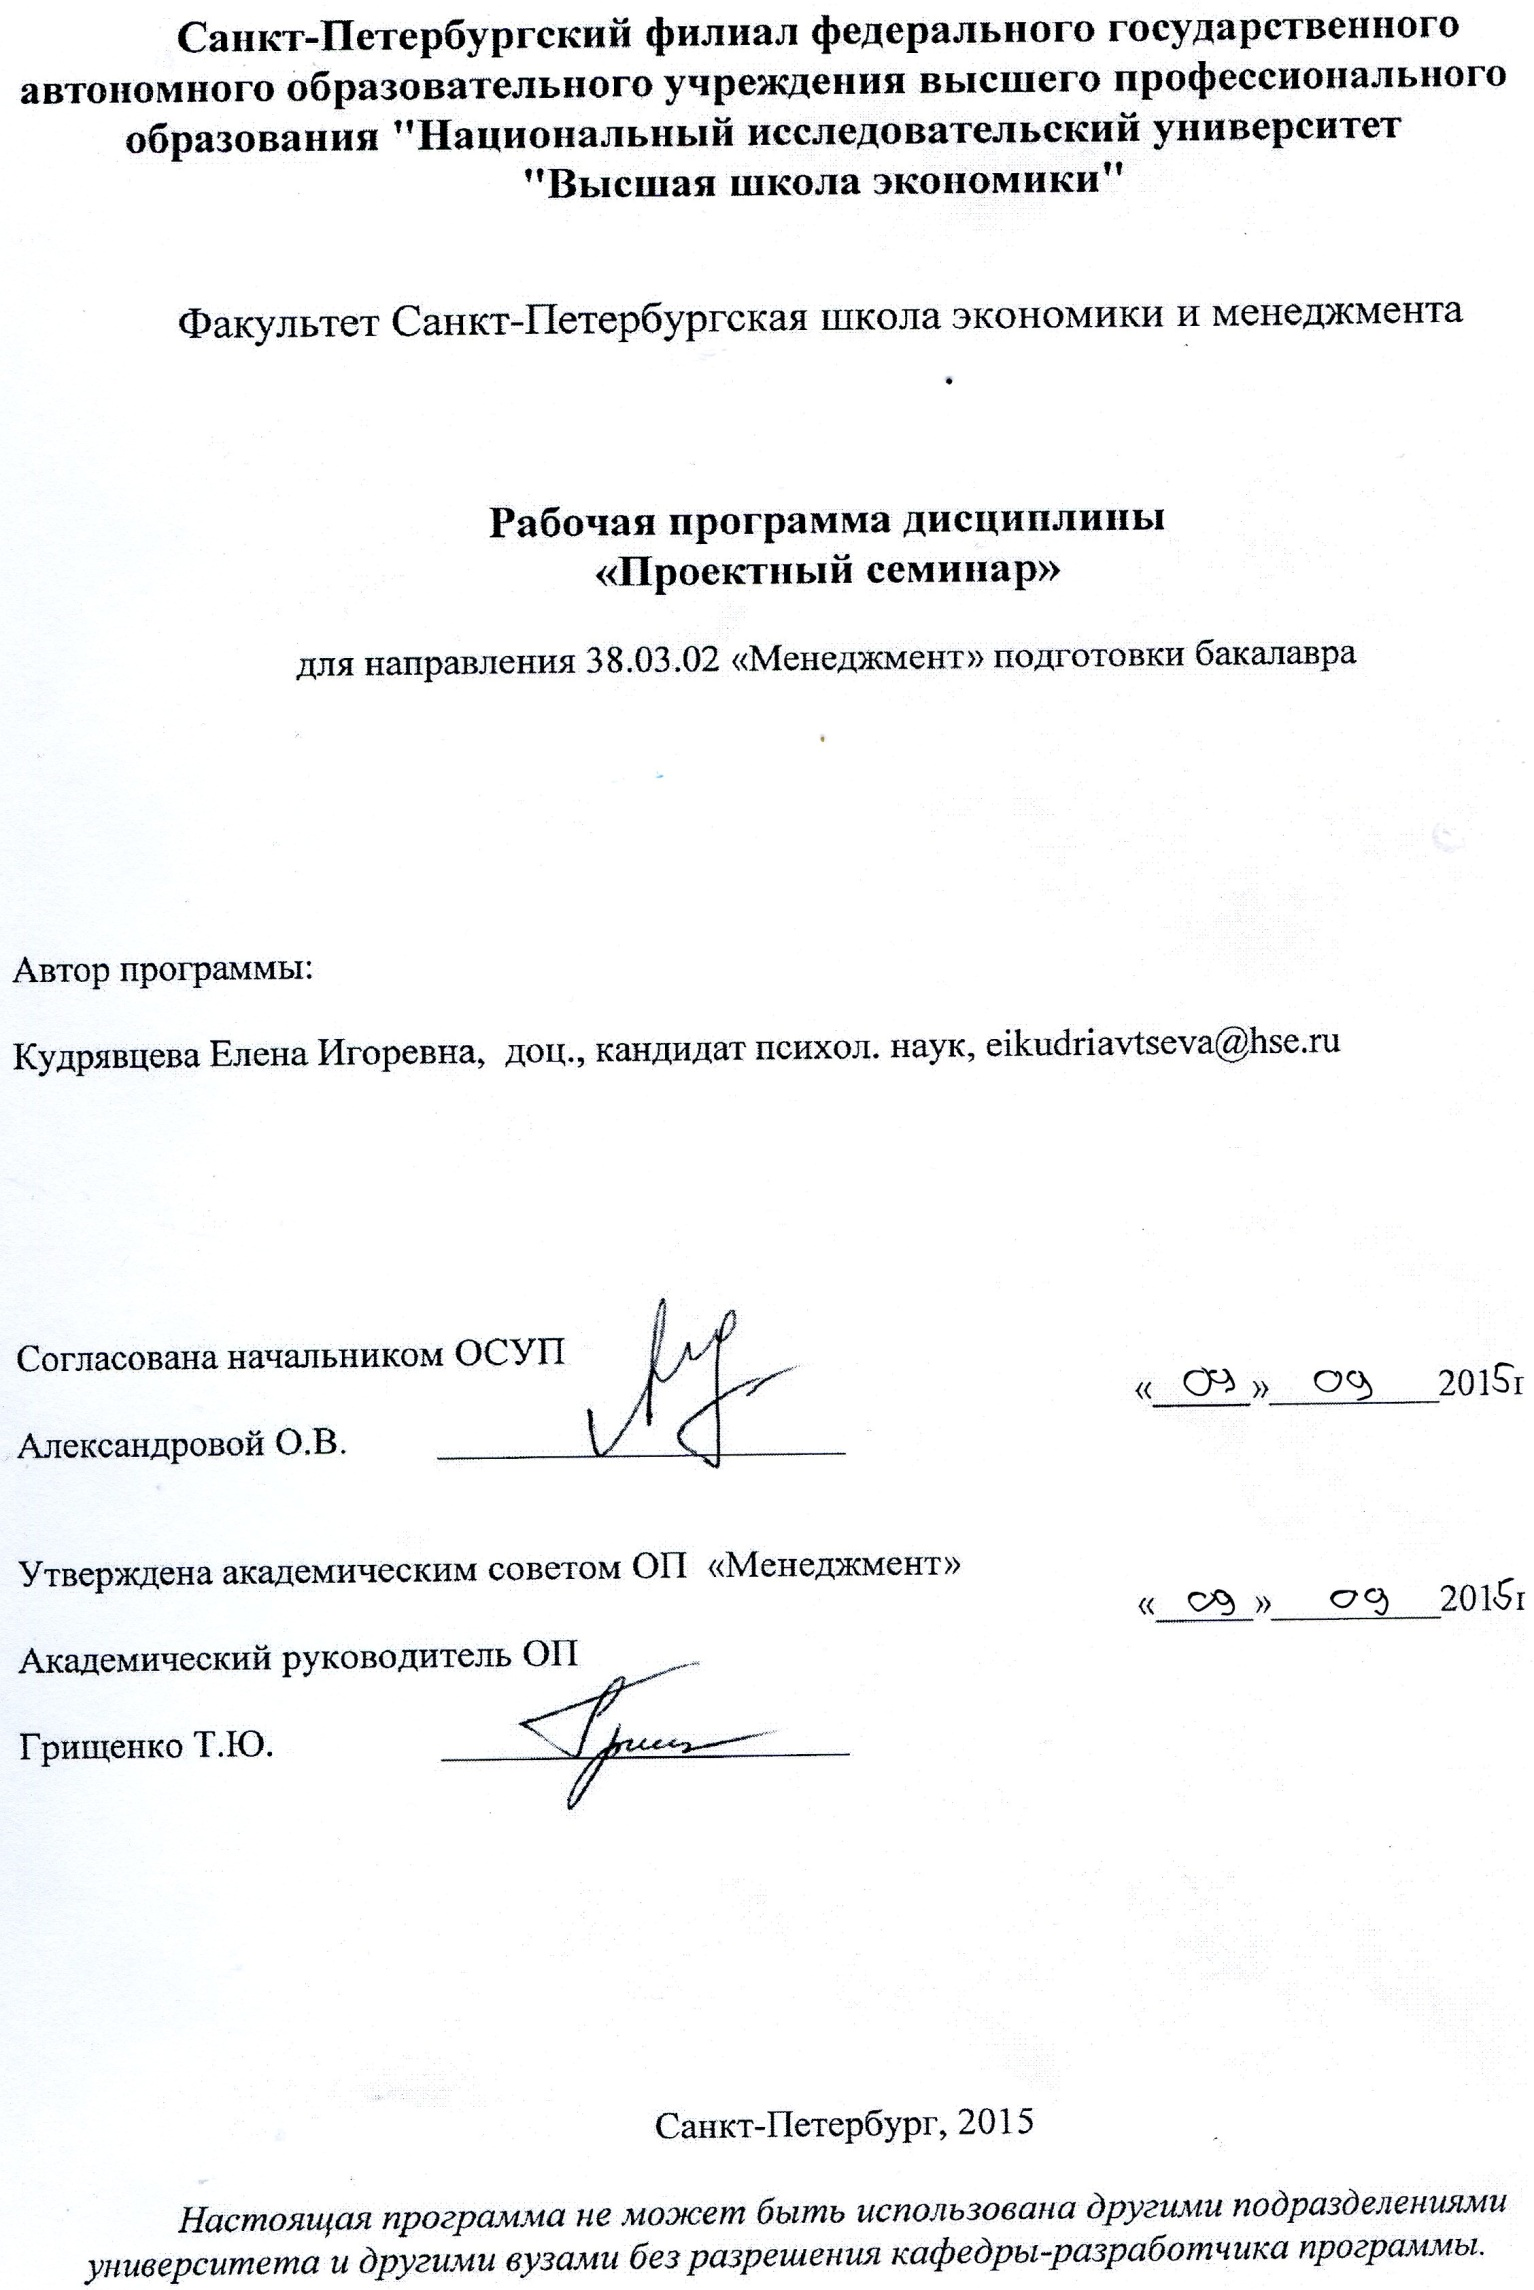 Санкт-Петербургский филиал федерального государственного
автономного образовательного учреждения высшего профессионального
образования "Национальный исследовательский университет
"Высшая школа экономики"
Факультет Санкт-Петербургская школа экономики и менеджмента
Рабочая программа дисциплины
«Проектный семинар»
для направления 38.03.02 «Менеджмент» подготовки бакалавра
Автор программы:
Кудрявцева Елена Игоревна, доц., кандидат психол. наук, eikudriavtseva@hse.ru
Согласована начальником ОСУП
«09» 09 2015г
Александровой О.В.
Утверждена академическим советом ОП «Менеджмент»
«09» 09 2015г
Академический руководитель ОП
Грищенко Т.Ю.
Санкт-Петербург, 2015
Настоящая программа не может быть использована другими подразделениями
университета и другими вузами без разрешения кафедры-разработчика программы.